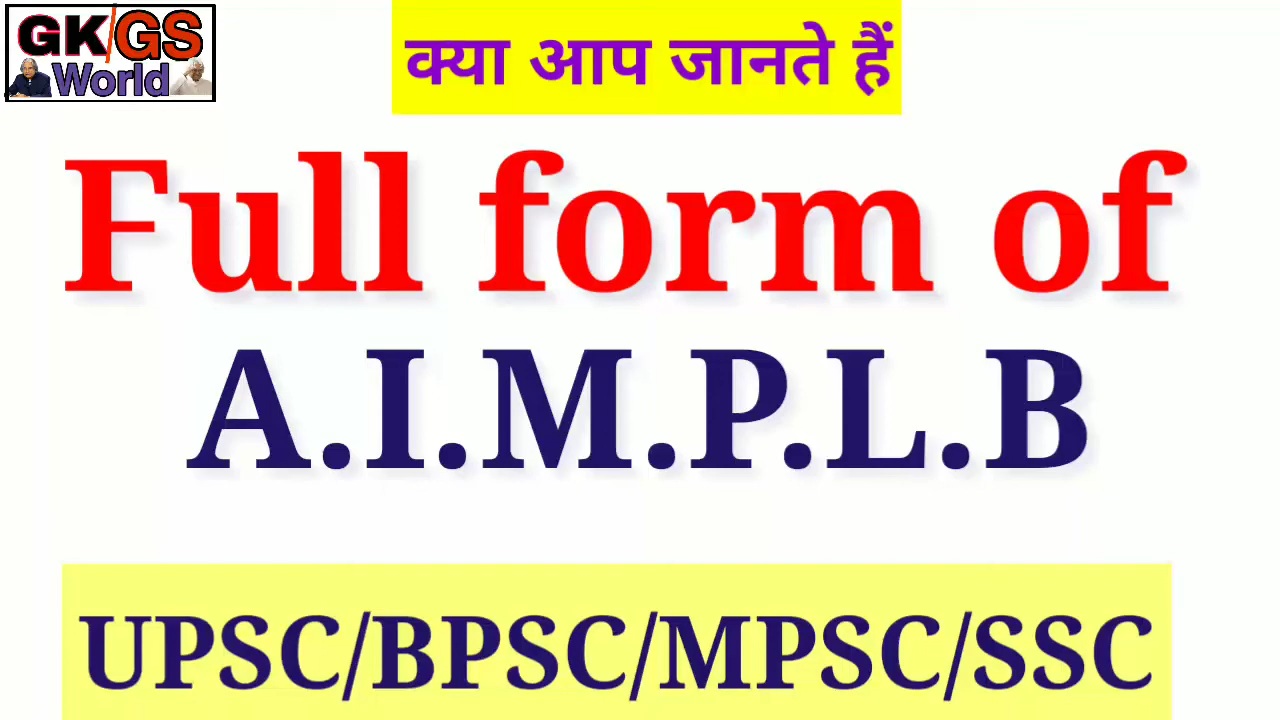 GK/GS
World
क्या आप जानते हैं
Full form of
A.I.M.P.L.B
UPSC/BPSC/MPSC/SSC